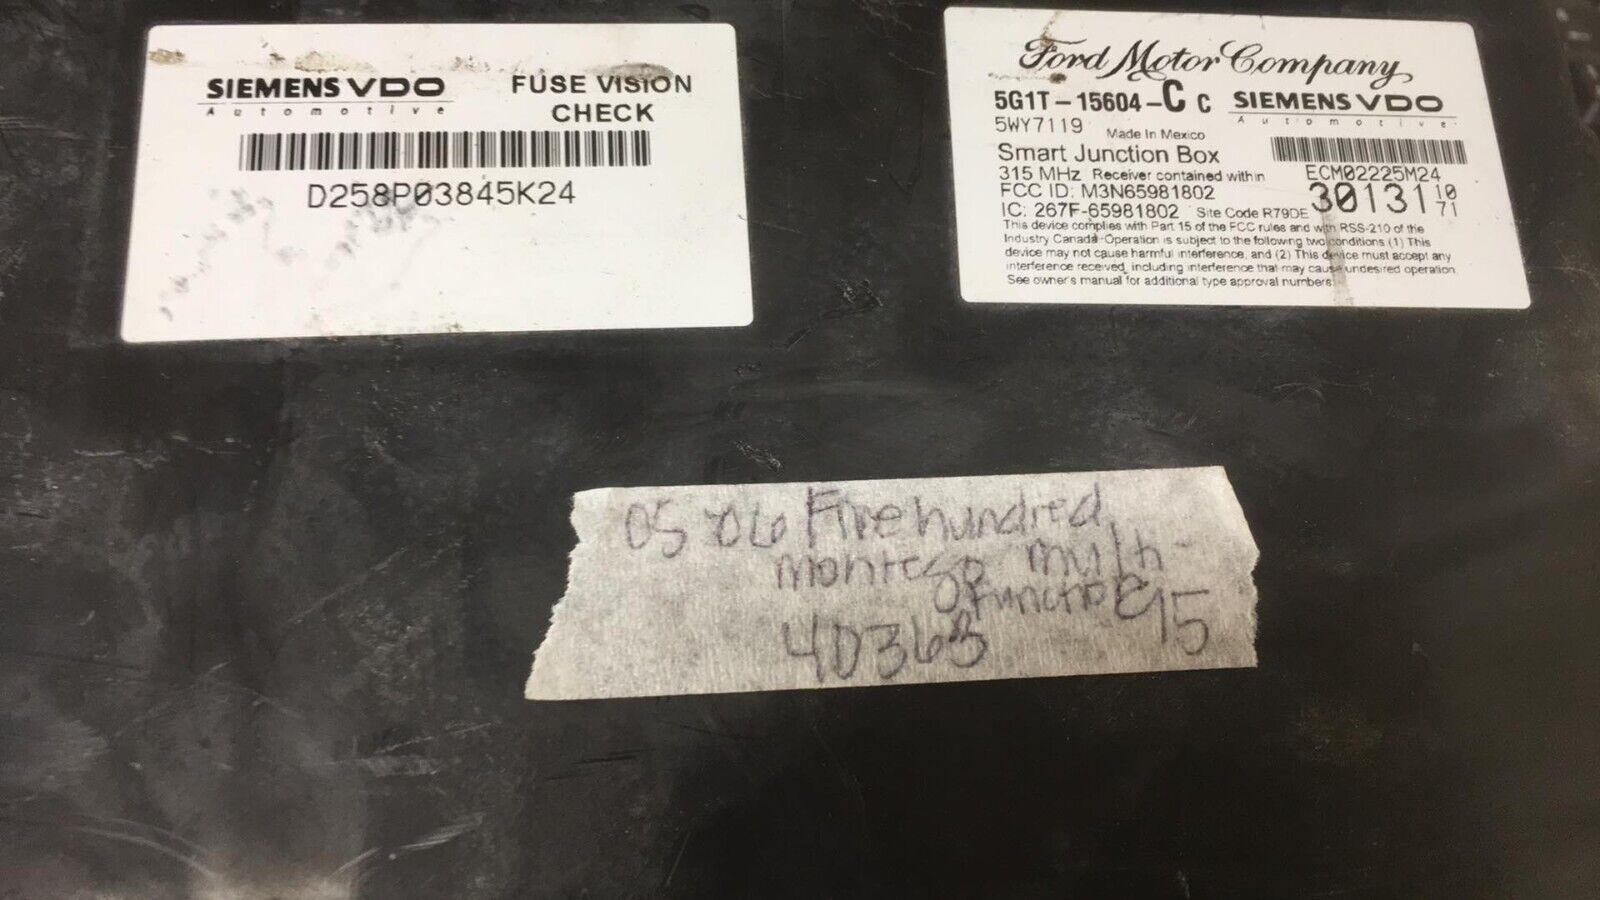 SIEMENS VDO
Automotive
FUSE VISION
CHECK
D258P03845K24
Ford Motor Company
5G1T-15604-C C
SIEMENS VDO
Automotive
5WY7119 Made In Mexico
Smart Junction Box
315 MHz Receiver contained within
ECM02225M24
FCC ID: M3N65981802
30131 10
71
IC: 267F-65981802 Site Code R79DE
This device complies with Part 15 of the FCC rules and with RSS-210 of the
Industry Canada. Operation is subject to the following two conditions (1) This
device may not cause harmful interference, and (2) This device must accept any
interference received, including interference that may cause undesired operation.
See owner's manual for additional type approval numbers.
05 06 Five hundred
montego multi-
function
40363